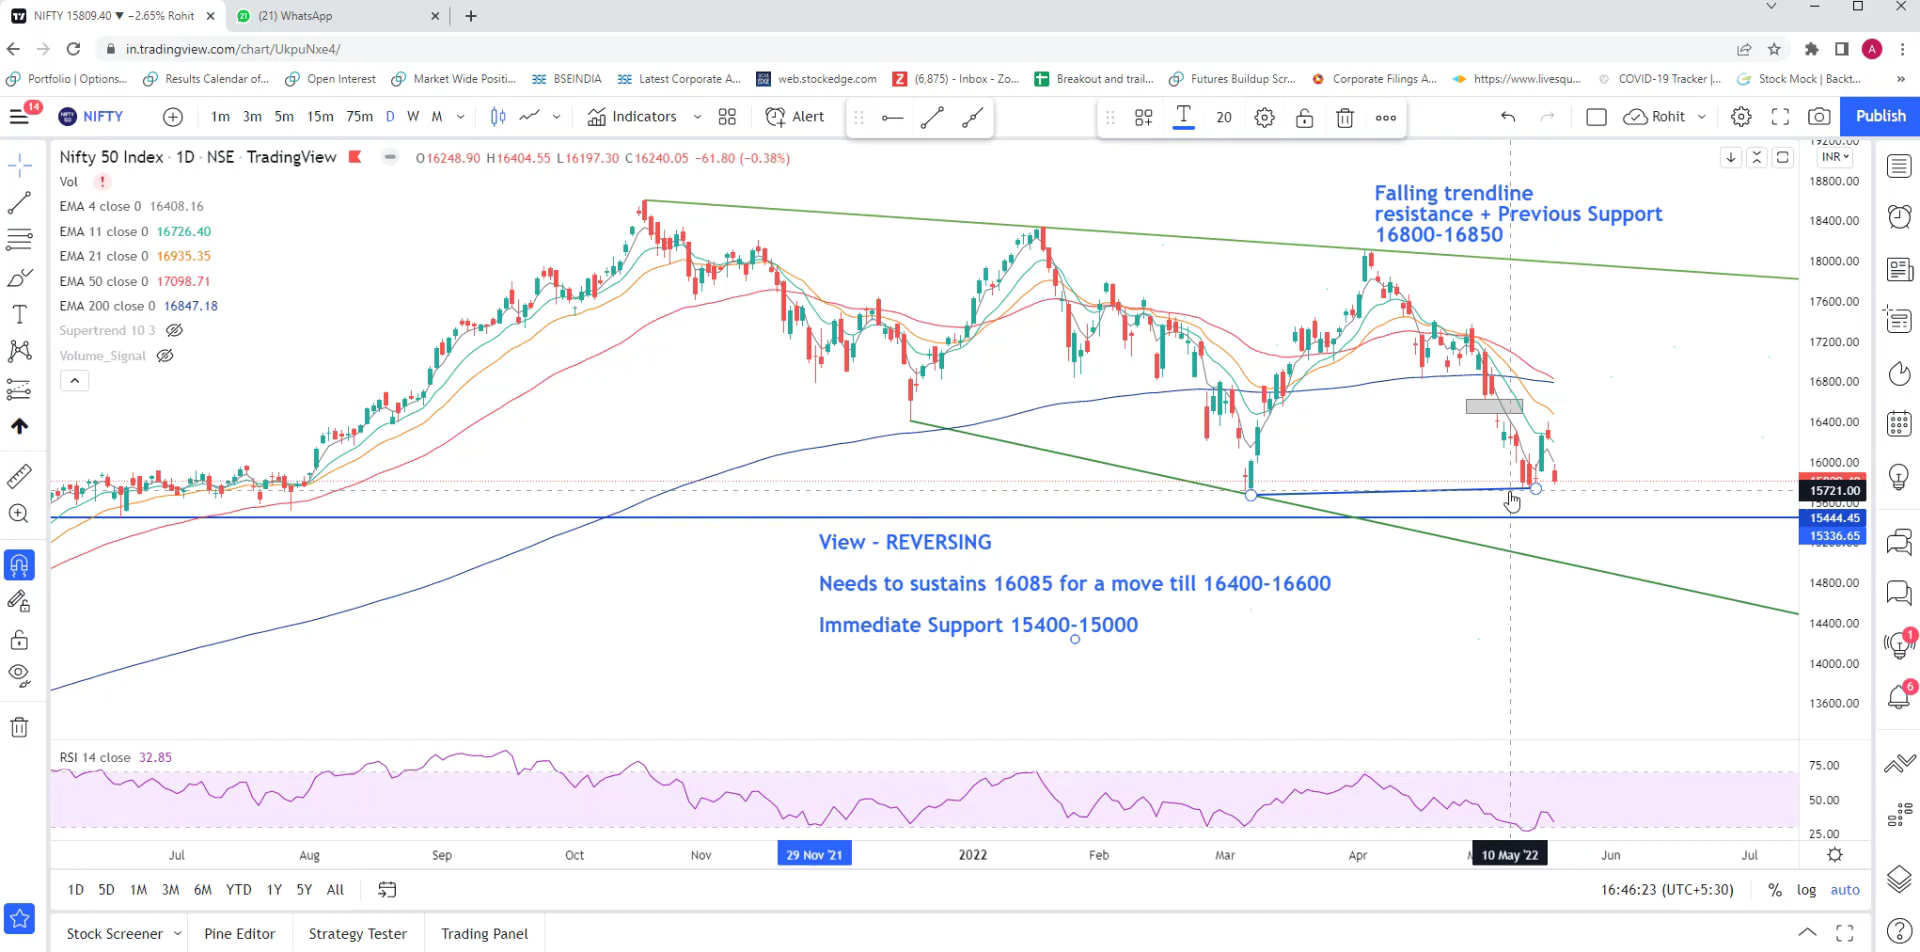 NIFTY 15809.40 ▼ −2.65% Rohit
(21) WhatsApp
in.tradingview.com/chart/UkpuNxe4/
A
Portfolio | Options...
Results Calendar of...
Open Interest
Market Wide Positi...
BSEINDIA
Latest Corporate A...
web.stockedge.com
(6,875) - Inbox - Zo...
Breakout and trail...
Futures Buildup Scr...
Corporate Filings A...
https://www.livesqu...
COVID-19 Tracker |...
Stock Mock | Backt...
»
14
NIFTY
1m 3m 5m 15m 75m D W M
Indicators
Alert
T
20
Rohit
Publish
Nifty 50 Index · 1D · NSE · TradingView
O16248.90 H16404.55 L16197.30 C16240.05 −61.80 (−0.38%)
INR
Vol
EMA 4 close 0 16408.16
EMA 11 close 0 16726.40
EMA 21 close 0 16935.35
EMA 50 close 0 17098.71
EMA 200 close 0 16847.18
Supertrend 10 3
Volume_Signal
Falling trendline
resistance + Previous Support
16800-16850
View - REVERSING
Needs to sustains 16085 for a move till 16400-16600
Immediate Support 15400-15000
18800.00
18400.00
18000.00
17600.00
17200.00
16800.00
16400.00
16000.00
15721.00
15444.45
15336.65
14800.00
14400.00
14000.00
13600.00
1
6
RSI 14 close 32.85
75.00
50.00
25.00
Jul
Aug
Sep
Oct
Nov
29 Nov '21
2022
Feb
Mar
Apr
10 May '22
Jun
Jul
1D 5D 1M 3M 6M YTD 1Y 5Y All
16:46:23 (UTC+5:30)
% log auto
Stock Screener
Pine Editor
Strategy Tester
Trading Panel